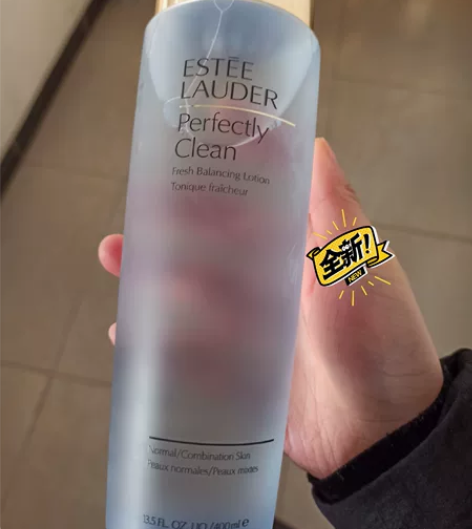 ESTĒE
LAUDER
Perfectly
Clean
Fresh Balancing Lotion
Tonique fraîcheur
全新!
NEW
Normal/Combination Skin
Peaux normales/Peaux mixtes
13.5 FL. OZ. LIQ./400ml e